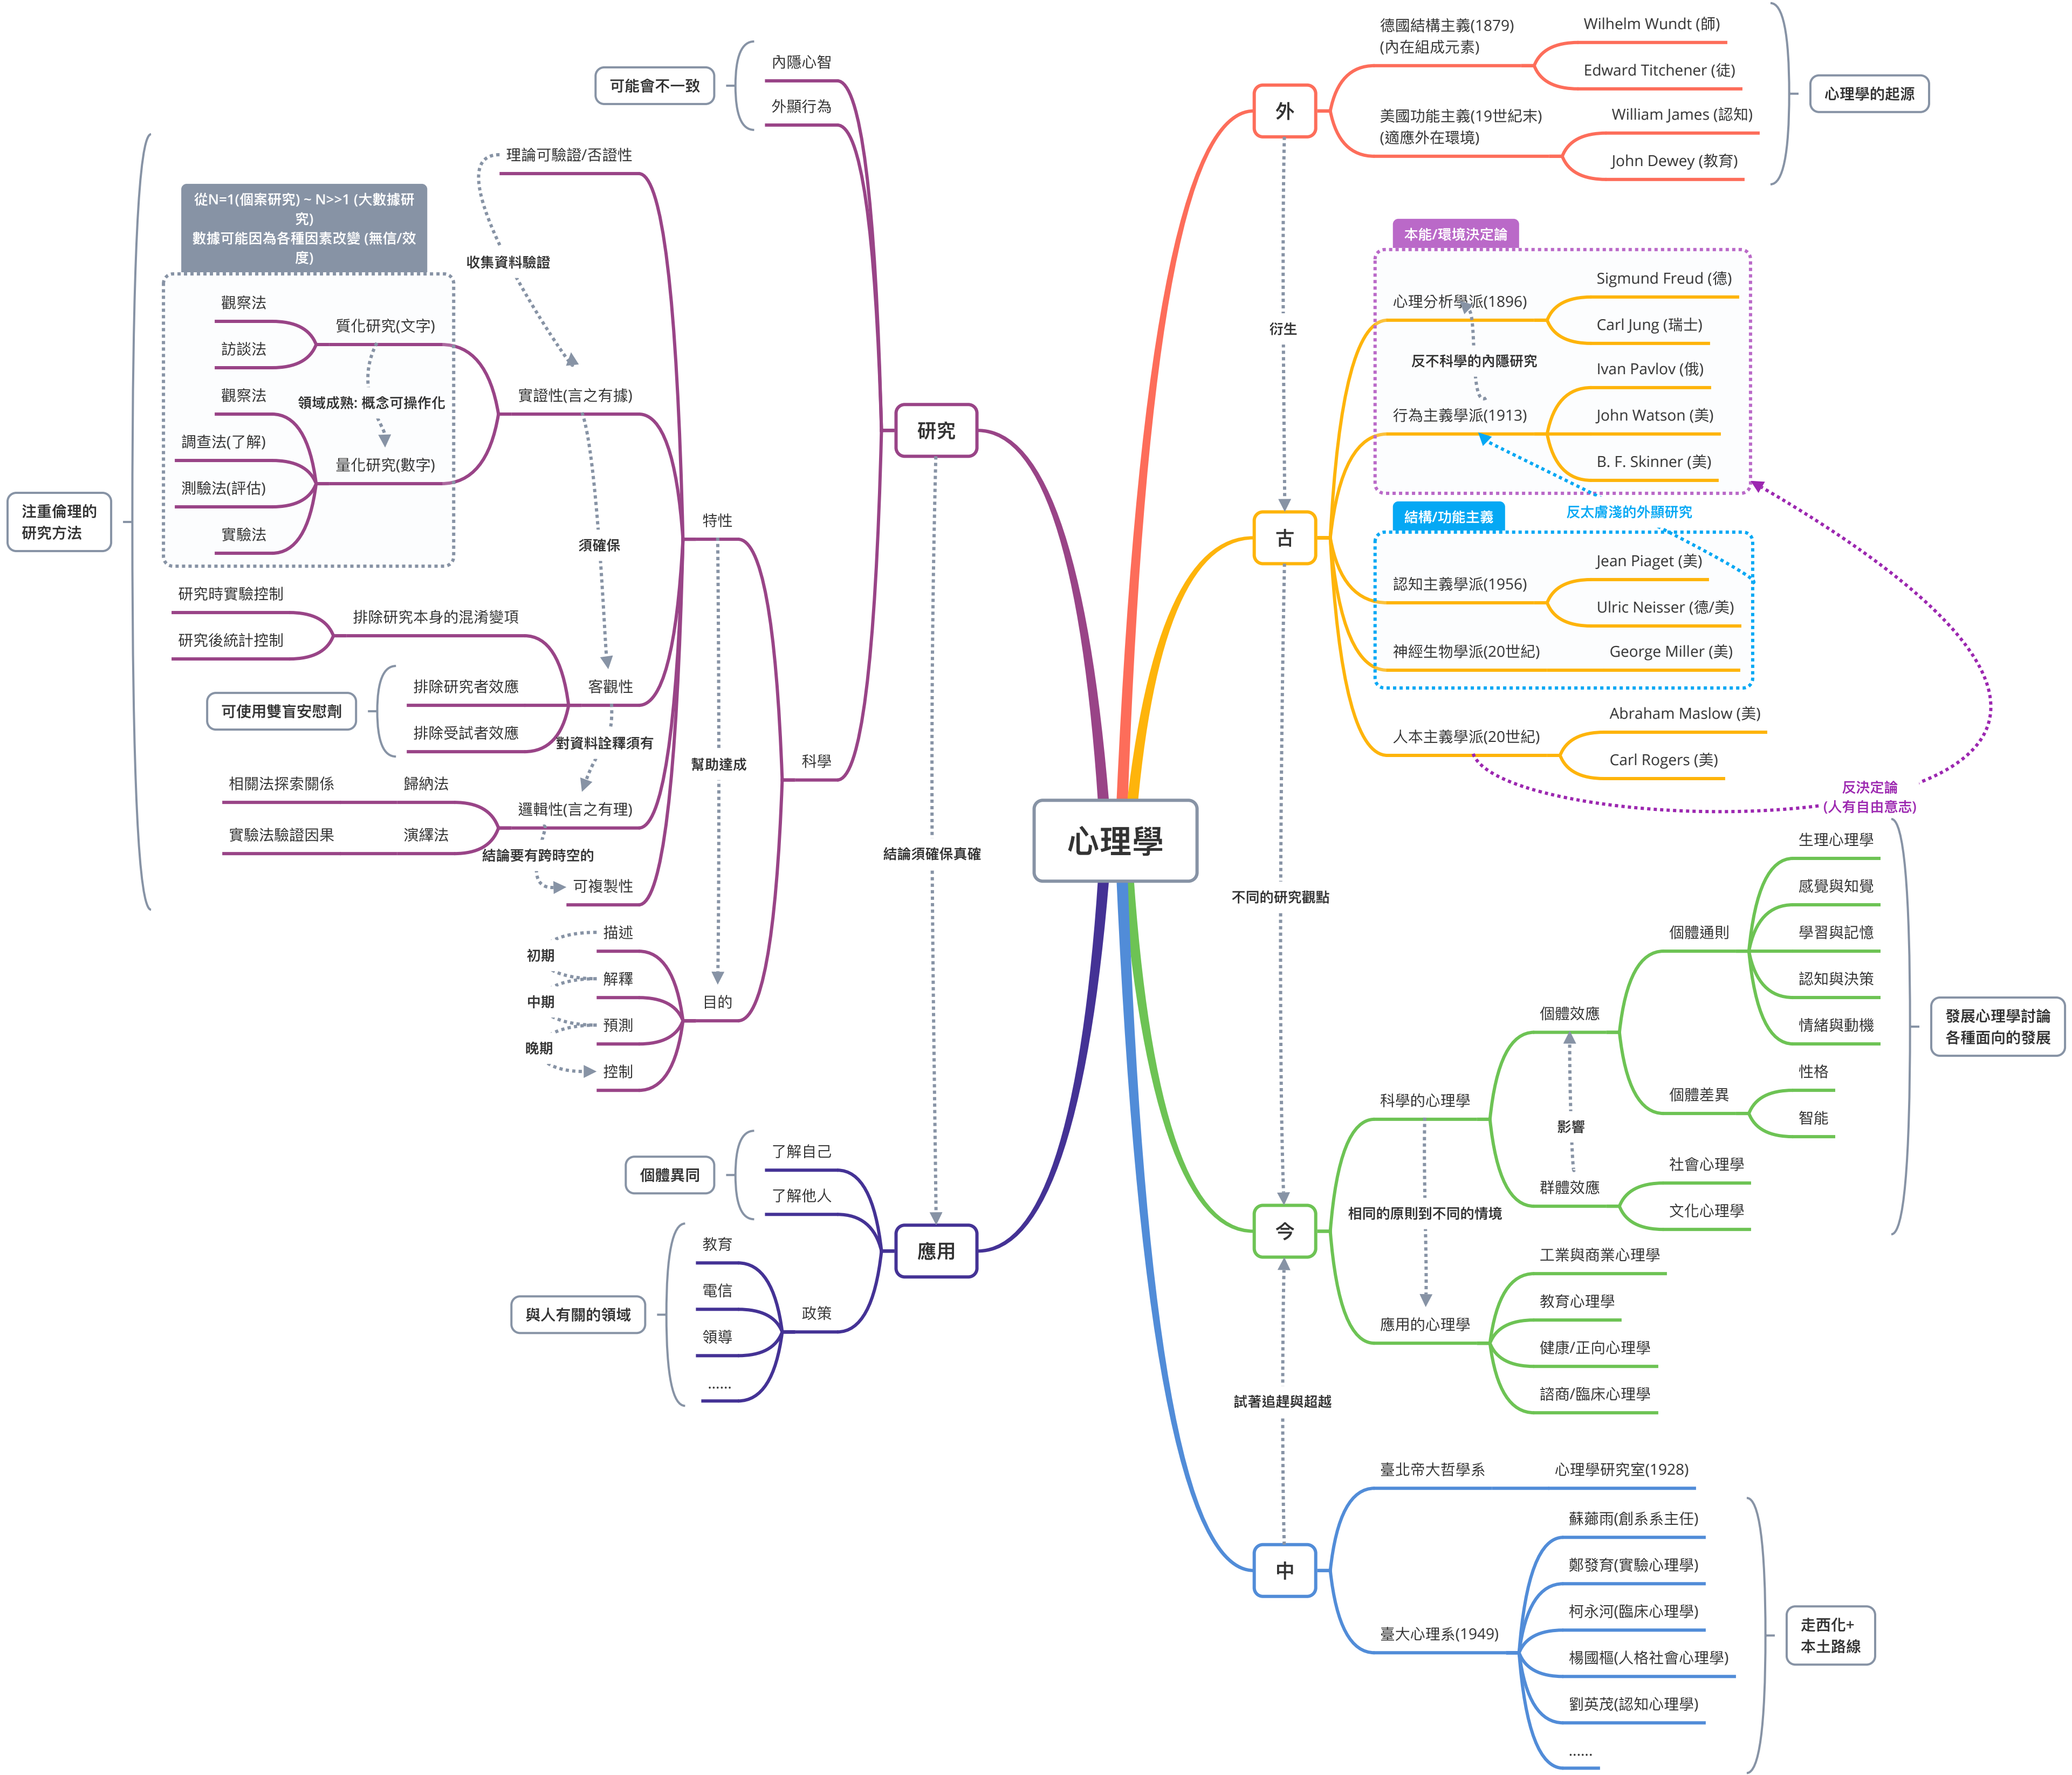 心理學
外
德國結構主義(1879)
(內在組成元素)
Wilhelm Wundt (師)
Edward Titchener (徒)
美國功能主義(19世紀末)
(適應外在環境)
William James (認知)
John Dewey (教育)
心理學的起源
衍生
古
本能/環境決定論
心理分析學派(1896)
Sigmund Freud (德)
Carl Jung (瑞士)
反不科學的內隱研究
行為主義學派(1913)
Ivan Pavlov (俄)
John Watson (美)
B. F. Skinner (美)
反太膚淺的外顯研究
結構/功能主義
認知主義學派(1956)
Jean Piaget (美)
Ulric Neisser (德/美)
神經生物學派(20世紀)
George Miller (美)
人本主義學派(20世紀)
Abraham Maslow (美)
Carl Rogers (美)
反決定論
(人有自由意志)
不同的研究觀點
今
科學的心理學
個體效應
個體通則
生理心理學
感覺與知覺
學習與記憶
認知與決策
情緒與動機
個體差異
性格
智能
影響
群體效應
社會心理學
文化心理學
發展心理學討論
各種面向的發展
相同的原則到不同的情境
應用的心理學
工業與商業心理學
教育心理學
健康/正向心理學
諮商/臨床心理學
試著追趕與超越
中
臺北帝大哲學系
心理學研究室(1928)
臺大心理系(1949)
蘇薌雨(創系系主任)
鄭發育(實驗心理學)
柯永河(臨床心理學)
楊國樞(人格社會心理學)
劉英茂(認知心理學)
......
走西化+
本土路線
研究
內隱心智
外顯行為
可能會不一致
科學
特性
理論可驗證/否證性
收集資料驗證
實證性(言之有據)
從N=1(個案研究) ~ N>>1 (大數據研
究)
數據可能因為各種因素改變 (無信/效
度)
質化研究(文字)
觀察法
訪談法
領域成熟: 概念可操作化
量化研究(數字)
觀察法
調查法(了解)
測驗法(評估)
實驗法
須確保
客觀性
排除研究本身的混淆變項
研究時實驗控制
研究後統計控制
排除研究者效應
排除受試者效應
可使用雙盲安慰劑
對資料詮釋須有
邏輯性(言之有理)
歸納法
相關法探索關係
演繹法
實驗法驗證因果
結論要有跨時空的
可複製性
注重倫理的
研究方法
幫助達成
目的
描述
初期
解釋
中期
預測
晚期
控制
結論須確保真確
應用
了解自己
了解他人
個體異同
政策
教育
電信
領導
......
與人有關的領域